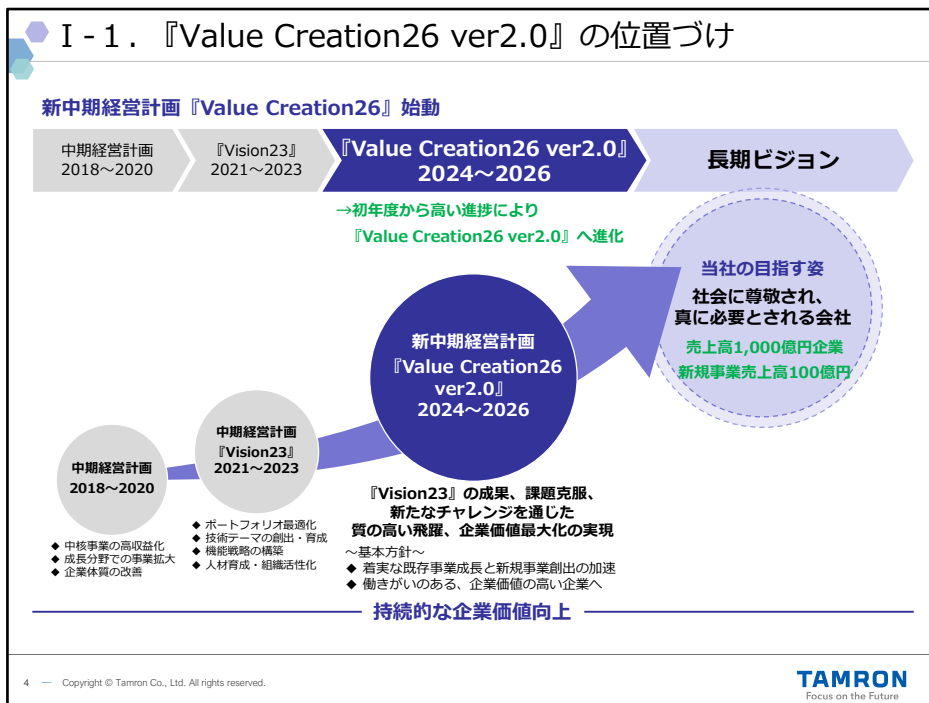 Ⅰ-1．『Value Creation26 ver2.0』の位置づけ
新中期経営計画『Value Creation26』始動
中期経営計画
2018～2020
『Vision23』
2021～2023
『Value Creation26 ver2.0』
2024～2026
長期ビジョン
→初年度から高い進捗により
『Value Creation26 ver2.0』へ進化
当社の目指す姿
社会に尊敬され、
真に必要とされる会社
売上高1,000億円企業
新規事業売上高100億円
新中期経営計画
『Value Creation26
ver2.0』
2024～2026
中期経営計画
『Vision23』
2021～2023
中期経営計画
2018～2020
◆ 中核事業の高収益化
◆ 成長分野での事業拡大
◆ 企業体質の改善
◆ ポートフォリオ最適化
◆ 技術テーマの創出・育成
◆ 機能戦略の構築
◆ 人材育成・組織活性化
『Vision23』の成果、課題克服、
新たなチャレンジを通じた
質の高い飛躍、企業価値最大化の実現
～基本方針～
◆ 着実な既存事業成長と新規事業創出の加速
◆ 働きがいのある、企業価値の高い企業へ
持続的な企業価値向上
4 — Copyright © Tamron Co., Ltd. All rights reserved.
TAMRON
Focus on the Future